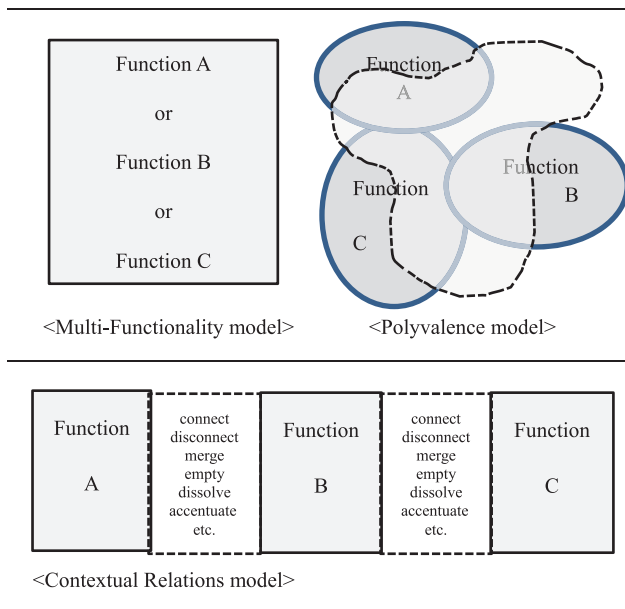 Function A
or
Function B
or
Function C
<Multi-Functionality model>
Function
A
Function
B
Function
C
<Polyvalence model>
Function
A
connect
disconnect
merge
empty
dissolve
accentuate
etc.
Function
B
connect
disconnect
merge
empty
dissolve
accentuate
etc.
Function
C
<Contextual Relations model>